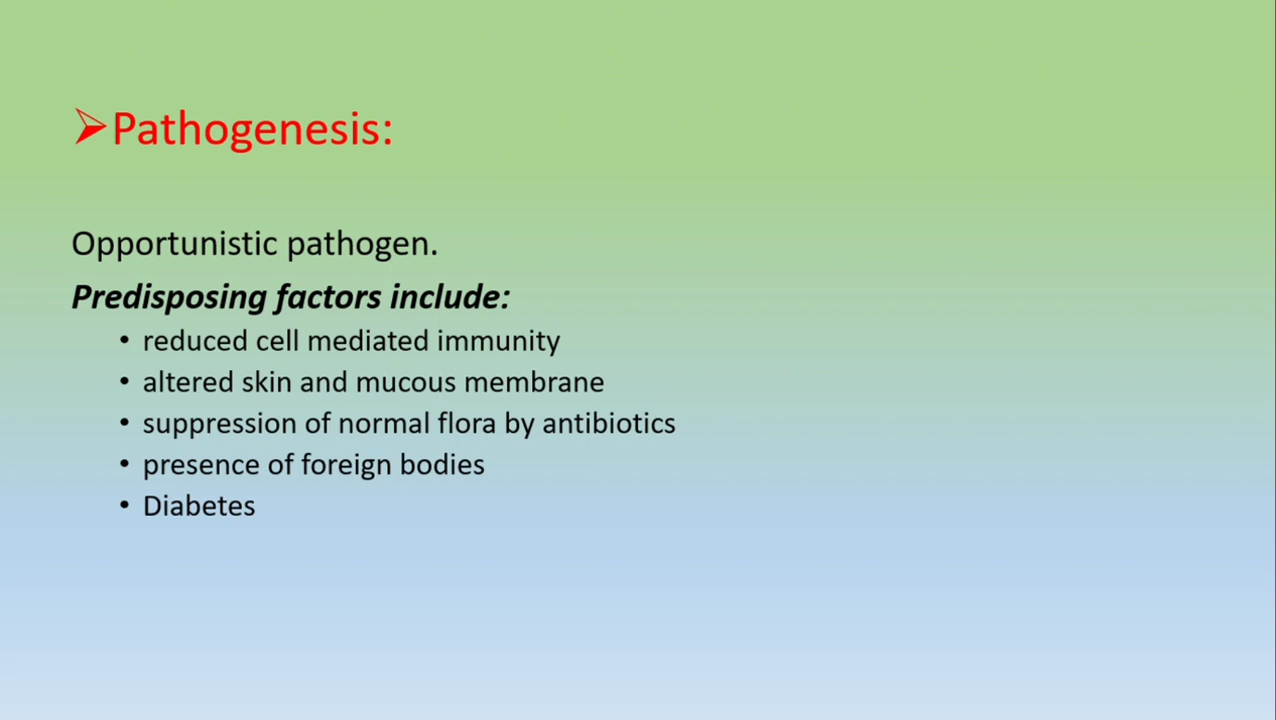 ➢Pathogenesis:
Opportunistic pathogen.
Predisposing factors include:
• reduced cell mediated immunity
• altered skin and mucous membrane
• suppression of normal flora by antibiotics
• presence of foreign bodies
• Diabetes